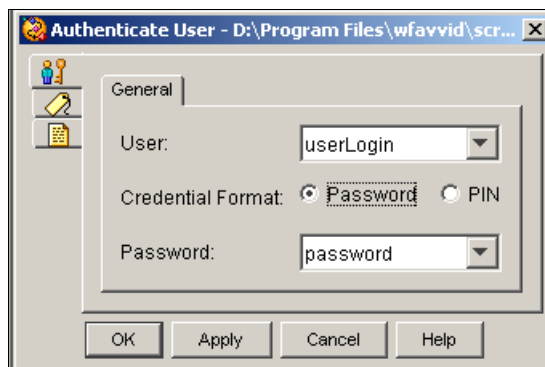 Authenticate User - D:\Program Files\wfavvid\scr...
General
User: userLogin
Credential Format: Password PIN
Password: password
OK Apply Cancel Help